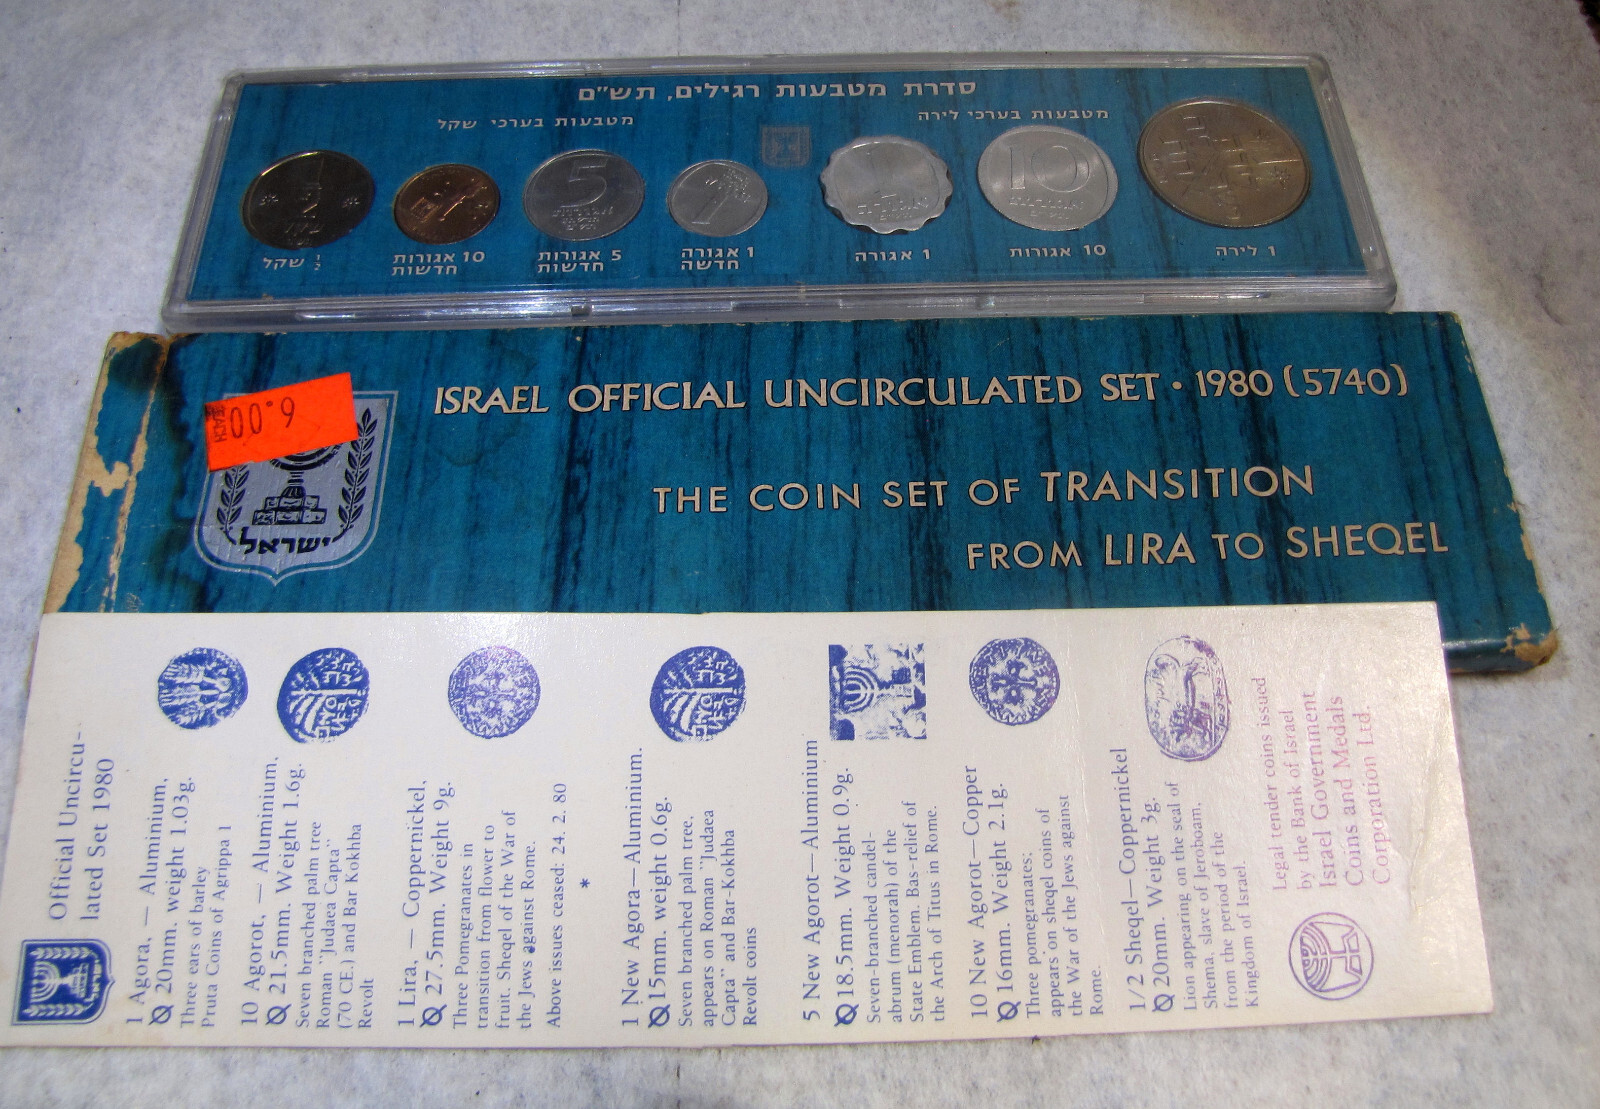 סדרת מטבעות רגילים, תש"ם
מטבעות בערכי שקל
מטבעות בערכי לירה
5
10
½ שקל
10 אגורות
חדשות
5 אגורות
חדשות
1 אגורה
חדשה
1 אגורה
10 אגורות
1 לירה
ISRAEL OFFICIAL UNCIRCULATED SET • 1980 (5740)
THE COIN SET OF TRANSITION
FROM LIRA TO SHEQEL
EACH
6.00
ישראל
Official Uncircu-
lated Set 1980
1 Agora, — Aluminium,
Ø 20mm. weight 1.03g.
Three ears of barley
Pruta Coins of Agrippa 1
10 Agorot, — Aluminium.
Ø 21.5mm. Weight 1.6g.
Seven branched palm tree
Roman "Judaea Capta"
(70 CE.) and Bar Kokhba
Revolt
1 Lira, — Coppernickel,
Ø 27.5mm. Weight 9g.
Three Pomegranates in
transition from flower to
fruit. Sheqel of the War of
the Jews against Rome.
Above issues ceased: 24. 2. 80
*
1 New Agora—Aluminium.
Ø 15mm. weight 0.6g.
Seven branched palm tree,
appears on Roman "Judaea
Capta" and Bar-Kokhba
Revolt coins
5 New Agorot—Aluminium
Ø 18.5mm. Weight 0.9g.
Seven-branched candel-
abrum (menorah) of the
State Emblem. Bas-relief of
the Arch of Titus in Rome.
10 New Agorot—Copper
Ø 16mm. Weight 2.1g.
Three pomegranates;
appears on sheqel coins of
the War of the Jews against
Rome.
1/2 Sheqel—Coppernickel
Ø 20mm. Weight 3g.
Lion appearing on the seal of
Shema, slave of Jeroboam,
from the period of the
Kingdom of Israel.
Legal tender coins issued
by the Bank of Israel
Israel Government
Coins and Medals
Corporation Ltd.